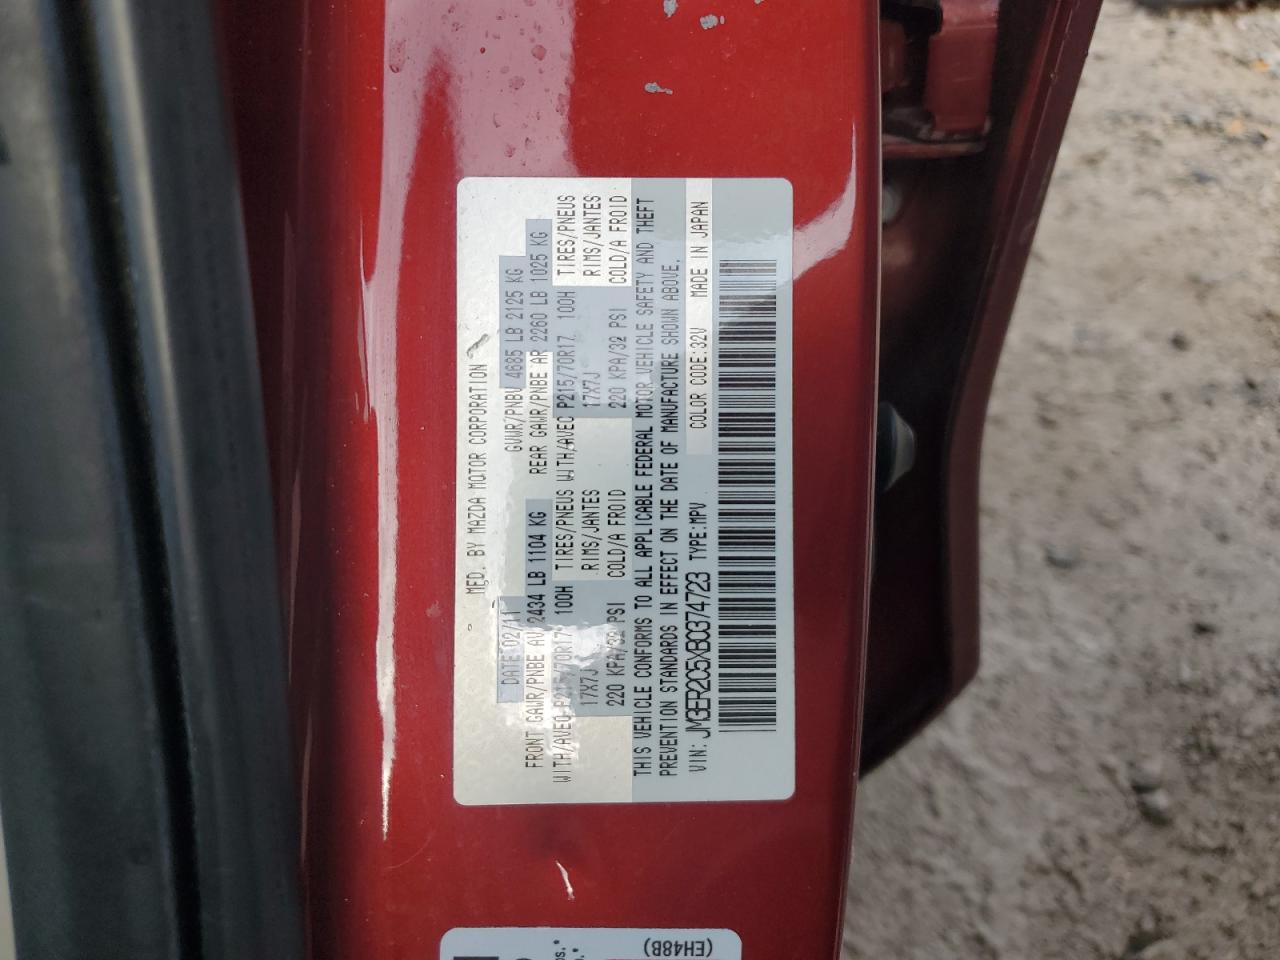 MFD. BY MAZDA MOTOR CORPORATION
DATE:02/11 GVWR/PNBV 4685 LB 2125 KG
FRONT GAWR/PNBE AV 2434 LB 1104 KG REAR GAWR/PNBE AR 2260 LB 1025 KG
WITH/AVEC P215/70R17 100H TIRES/PNEUS WITH/AVEC P215/70R17 100H TIRES/PNEUS
17X7J RIMS/JANTES 17X7J RIMS/JANTES
220 KPA/32 PSI COLD/A FROID 220 KPA/32 PSI COLD/A FROID
THIS VEHICLE CONFORMS TO ALL APPLICABLE FEDERAL MOTOR VEHICLE SAFETY AND THEFT
PREVENTION STANDARDS IN EFFECT ON THE DATE OF MANUFACTURE SHOWN ABOVE.
VIN: JM3ER2C5XB0374723 TYPE:MPV COLOR CODE:32V MADE IN JAPAN
(EH48B)